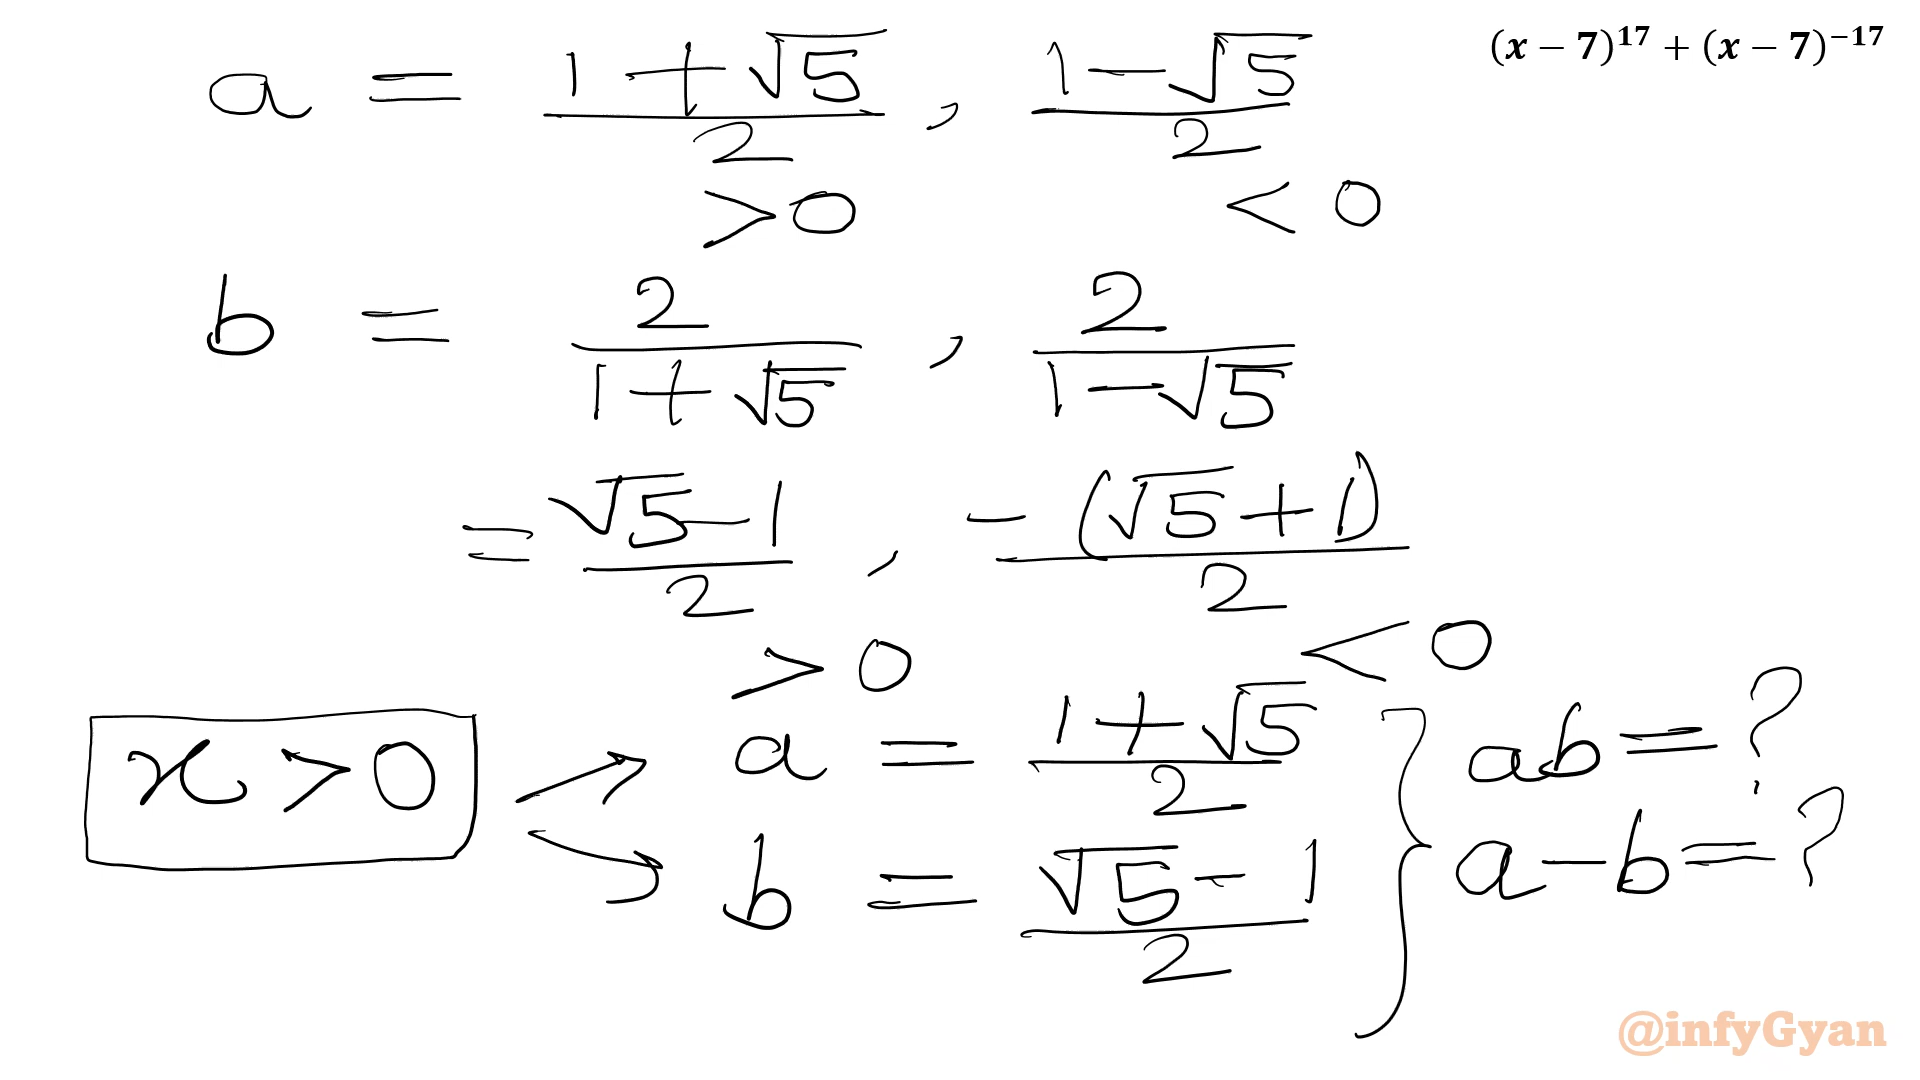 (x − 7)¹⁷ + (x − 7)⁻¹⁷
a = (1 + √5)/2 , (1 − √5)/2
> 0 < 0
b = 2/(1 + √5) , 2/(1 − √5)
= (√5 − 1)/2 , −(√5 + 1)/2
> 0 < 0
x > 0
a = (1 + √5)/2
b = (√5 − 1)/2
ab = ?
a − b = ?
@infyGyan